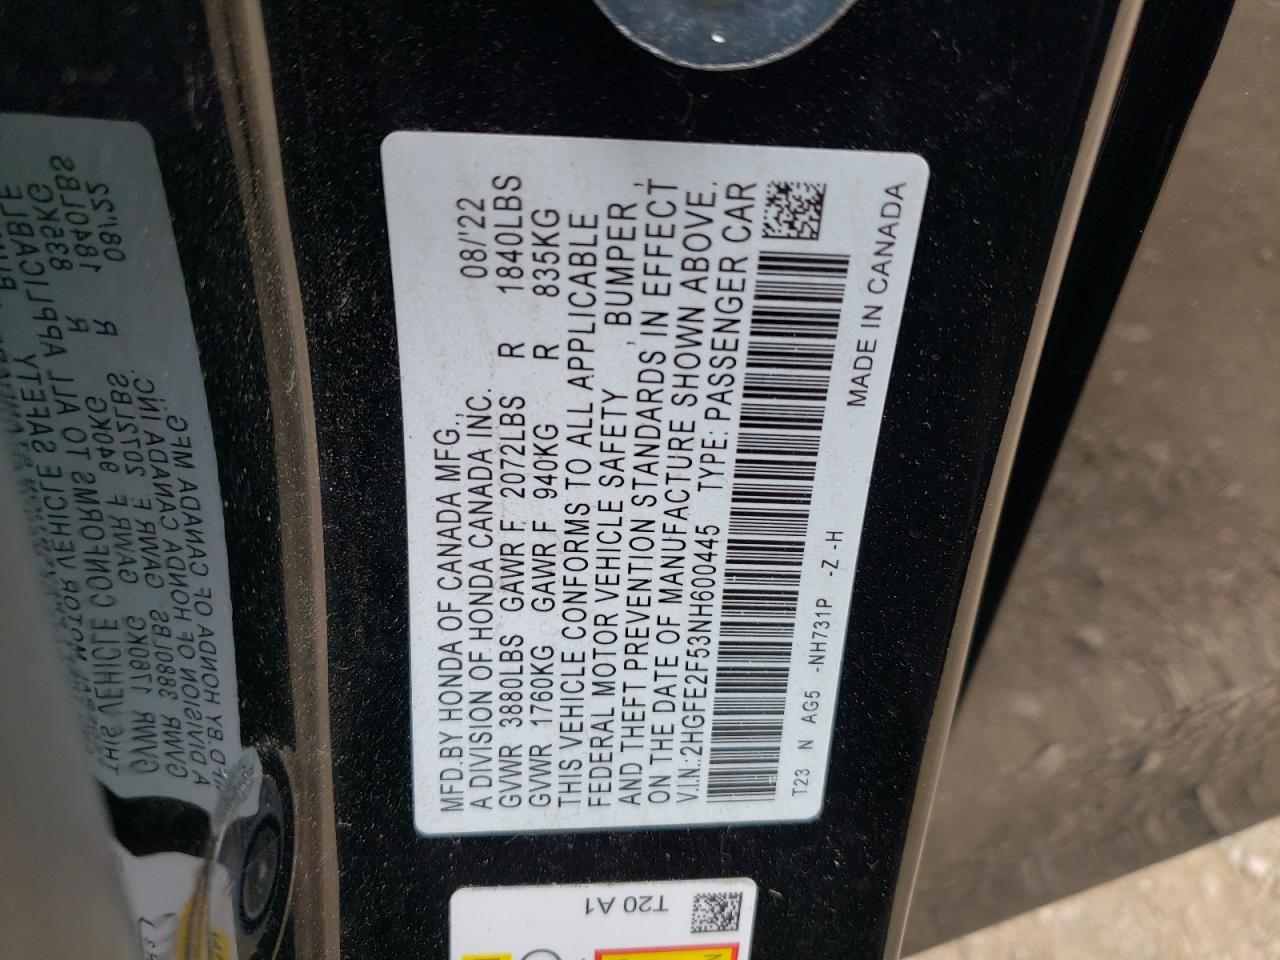 MFD.BY HONDA OF CANADA MFG.,
A DIVISION OF HONDA CANADA INC. 08/'22
GVWR 3880LBS GAWR F 2072LBS R 1840LBS
GVWR 1760KG GAWR F 940KG R 835KG
THIS VEHICLE CONFORMS TO ALL APPLICABLE
FEDERAL MOTOR VEHICLE SAFETY , BUMPER ,
AND THEFT PREVENTION STANDARDS IN EFFECT
ON THE DATE OF MANUFACTURE SHOWN ABOVE.
V.I.N.:2HGFE2F53NH600445 TYPE:PASSENGER CAR
T23 N AG5 -NH731P -Z -H
MADE IN CANADA
T20 A1